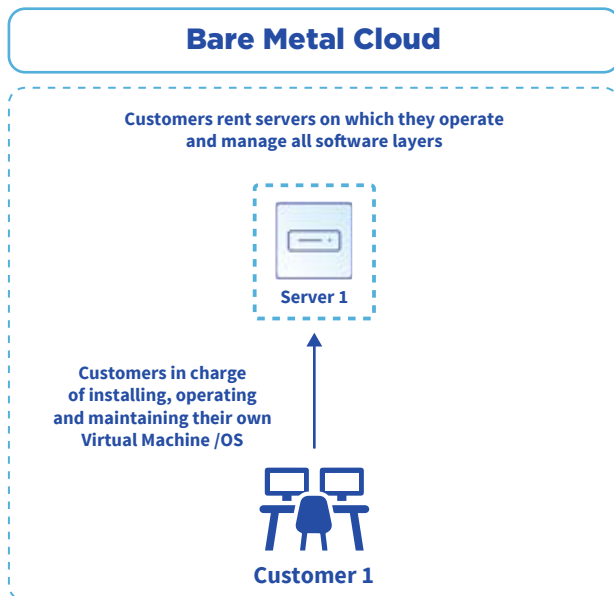 Bare Metal Cloud
Customers rent servers on which they operate
and manage all software layers
Server 1
Customers in charge
of installing, operating
and maintaining their own
Virtual Machine /OS
Customer 1